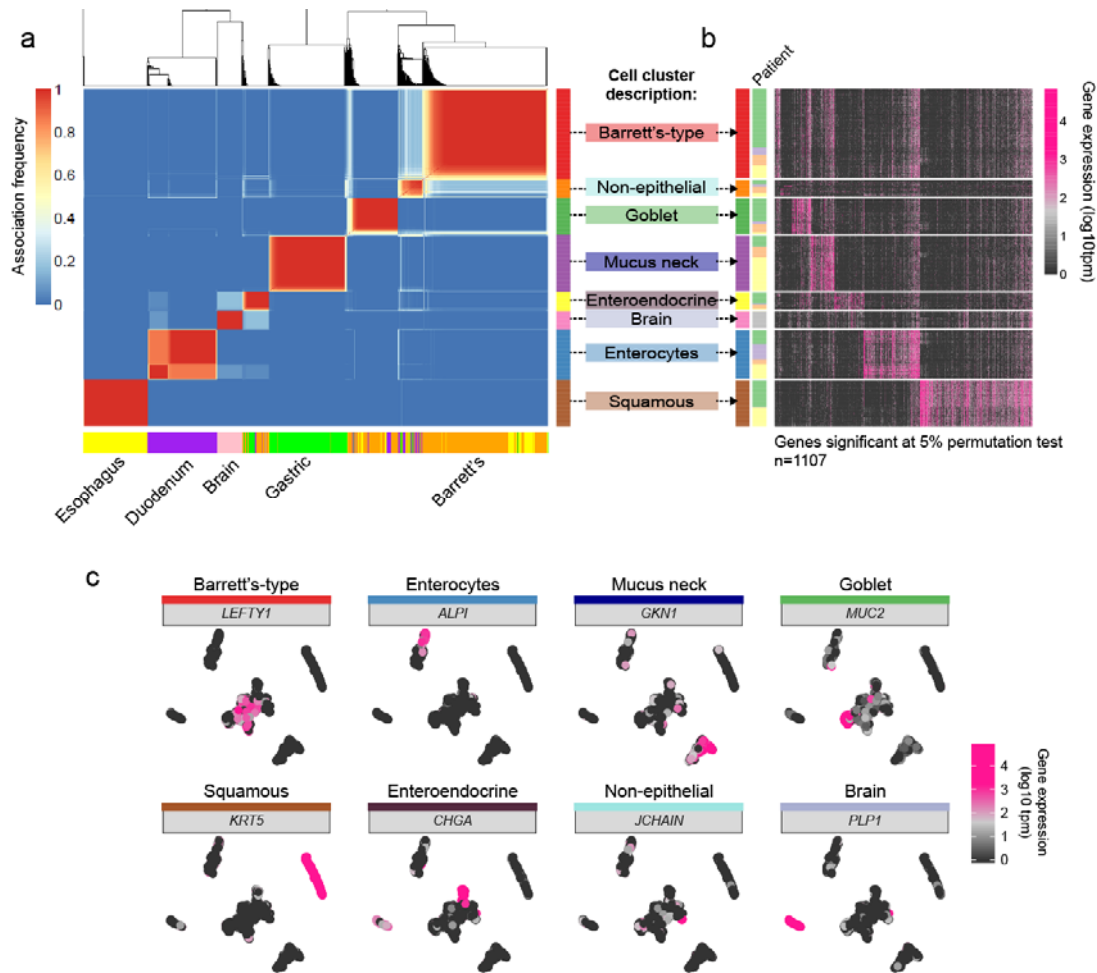 a
Association frequency
1
0.8
0.6
0.4
0.2
0
Esophagus
Duodenum
Brain
Gastric
Barrett's
Cell cluster
description:
Barrett's-type
Non-epithelial
Goblet
Mucus neck
Enteroendocrine
Brain
Enterocytes
Squamous
b
Patient
Gene expression (log10tpm)
4
3
2
1
0
Genes significant at 5% permutation test
n=1107
c
Barrett's-type
LEFTY1
Enterocytes
ALPI
Mucus neck
GKN1
Goblet
MUC2
Squamous
KRT5
Enteroendocrine
CHGA
Non-epithelial
JCHAIN
Brain
PLP1
Gene expression
(log10 tpm)
4
3
2
1
0